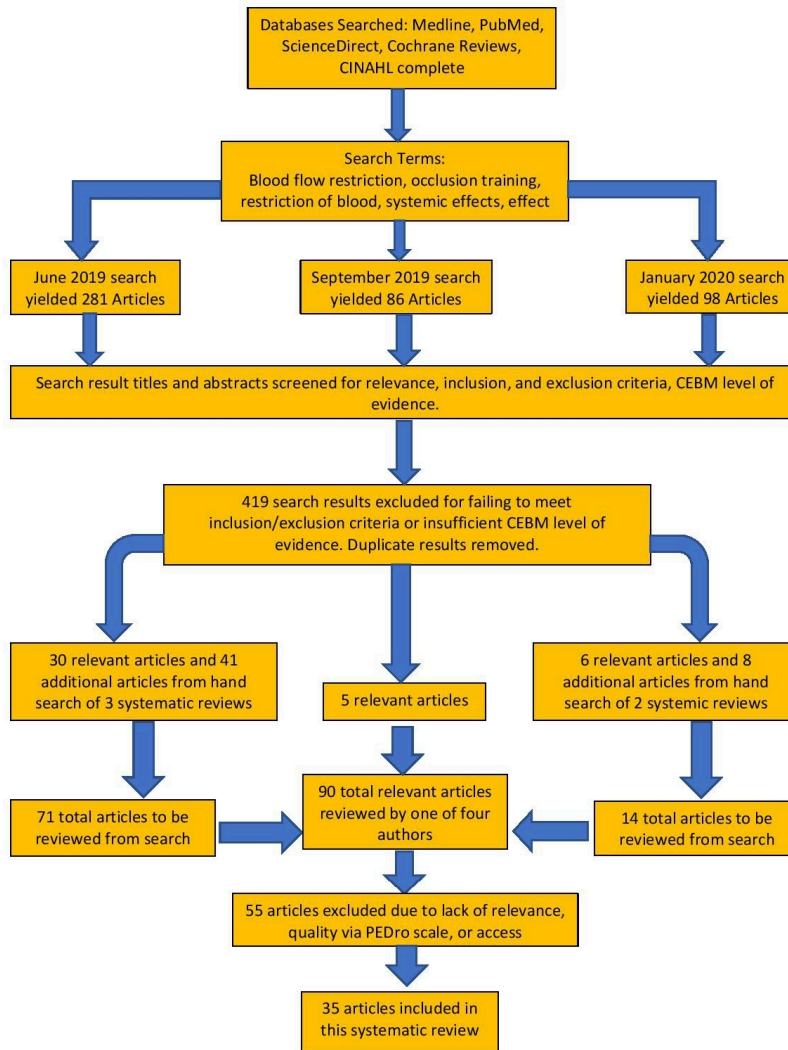 Databases Searched: Medline, PubMed,
ScienceDirect, Cochrane Reviews,
CINAHL complete
Search Terms:
Blood flow restriction, occlusion training,
restriction of blood, systemic effects, effect
June 2019 search
yielded 281 Articles
September 2019 search
yielded 86 Articles
January 2020 search
yielded 98 Articles
Search result titles and abstracts screened for relevance, inclusion, and exclusion criteria, CEBM level of
evidence.
419 search results excluded for failing to meet
inclusion/exclusion criteria or insufficient CEBM level of
evidence. Duplicate results removed.
30 relevant articles and 41
additional articles from hand
search of 3 systematic reviews
5 relevant articles
6 relevant articles and 8
additional articles from hand
search of 2 systemic reviews
71 total articles to be
reviewed from search
90 total relevant articles
reviewed by one of four
authors
14 total articles to be
reviewed from search
55 articles excluded due to lack of relevance,
quality via PEDro scale, or access
35 articles included in
this systematic review